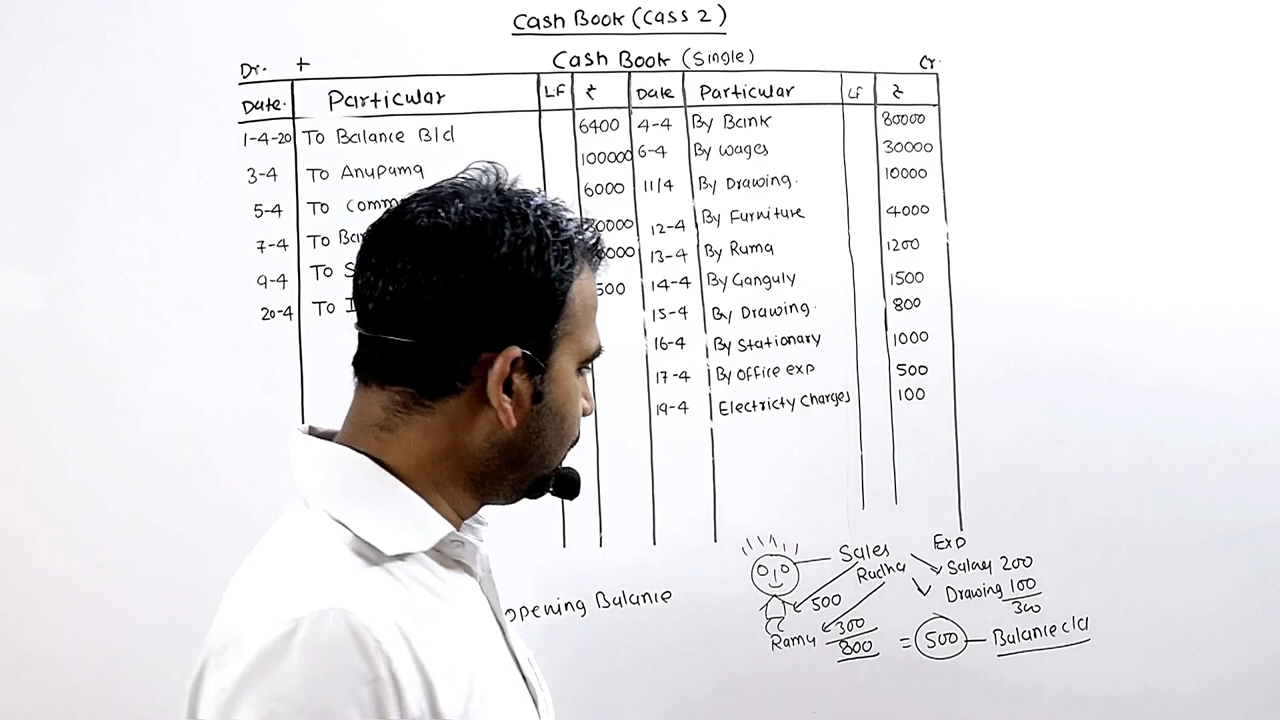 Cash Book (Cass 2)
Cash Book (Single)
Dr. + Cr.
Date. Particular LF ₹ Date Particular LF ₹
1-4-20 To Balance B/d 6400 4-4 By Bank 80000
3-4 To Anupama 100000 6-4 By wages 30000
5-4 To 6000 11/4 By Drawing. 10000
7-4 To 12-4 By Furniture 4000
9-4 To 13-4 By Ruma 1200
20-4 To 14-4 By Ganguly 1500
15-4 By Drawing. 800
16-4 By Stationary 1000
17-4 By office exp 500
19-4 Electricty Charges 100
opening Balance
Sales Exp
Radha Salary 200
500 Drawing 100
300
Ramu 300
800 = 500 - Balance c/d